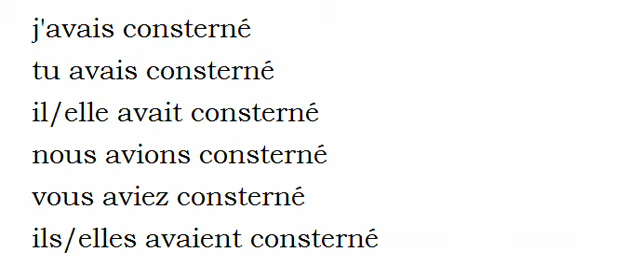 j'avais consterné
tu avais consterné
il/elle avait consterné
nous avions consterné
vous aviez consterné
ils/elles avaient consterné